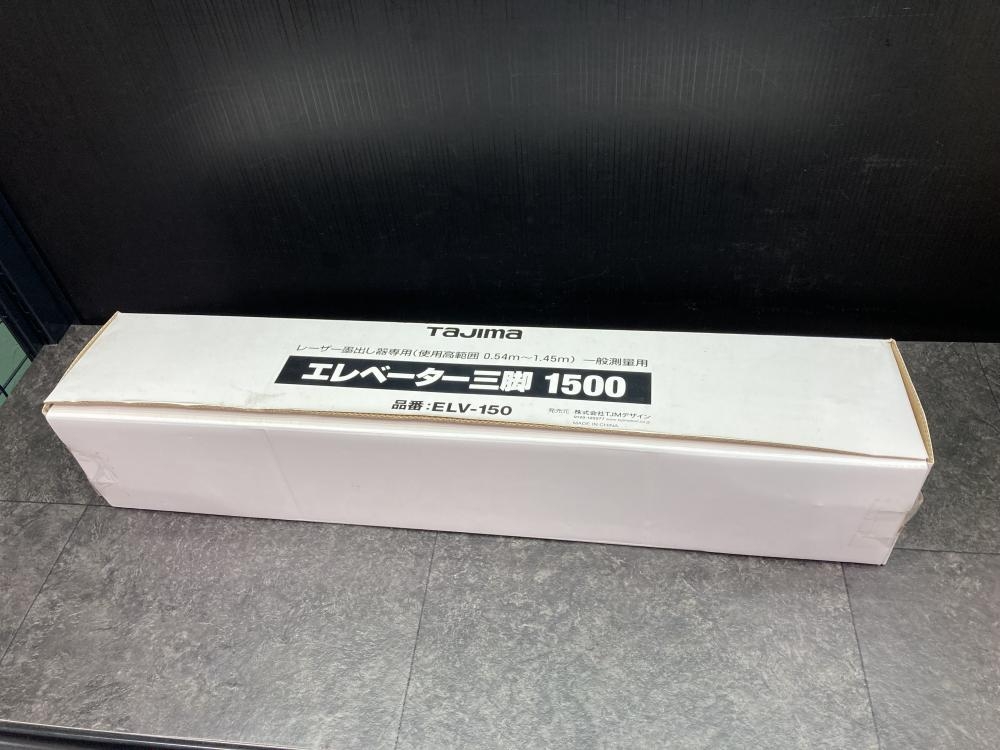 Tajima
レーザー墨出し器専用(使用高範囲 0.54m～1.45m) 一般測量用
エレベーター三脚 1500
品番:ELV-150
発売元 株式会社TJMデザイン
MADE IN CHINA